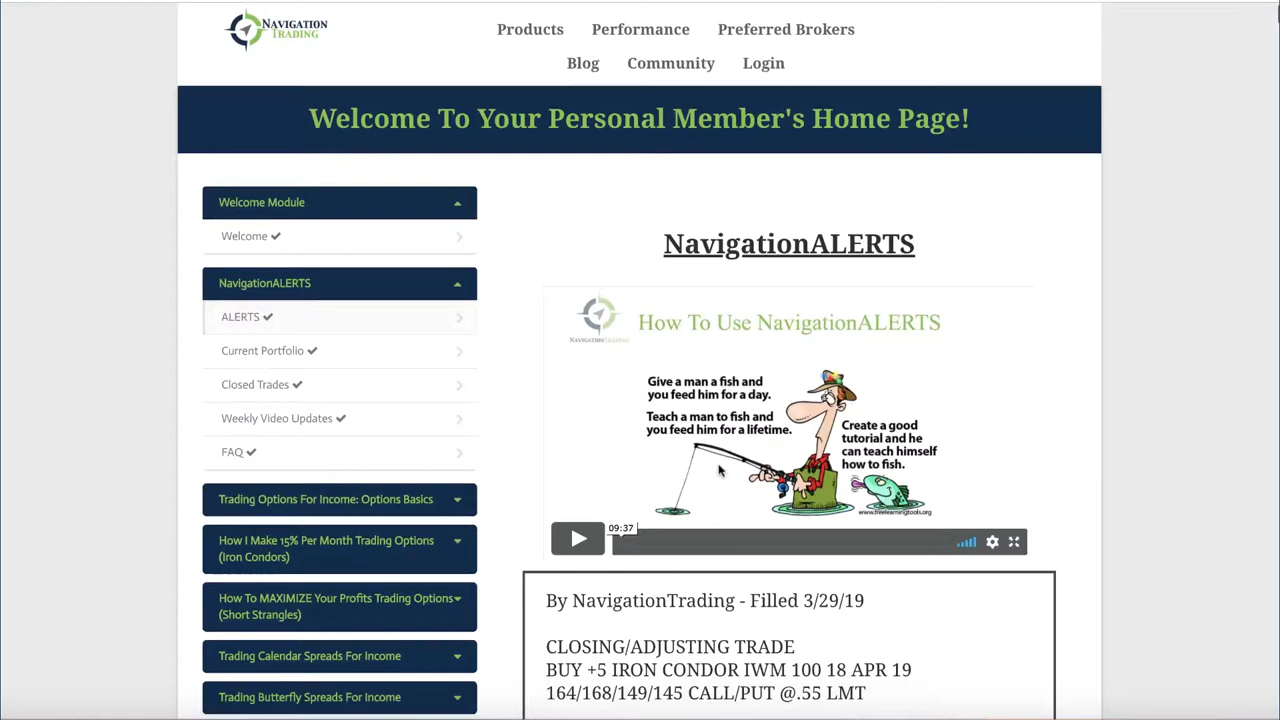 NAVIGATION
TRADING
Products Performance Preferred Brokers
Blog Community Login
Welcome To Your Personal Member's Home Page!
Welcome Module
Welcome
NavigationALERTS
ALERTS
Current Portfolio
Closed Trades
Weekly Video Updates
FAQ
Trading Options For Income: Options Basics
How I Make 15% Per Month Trading Options
(Iron Condors)
How To MAXIMIZE Your Profits Trading Options
(Short Strangles)
Trading Calendar Spreads For Income
Trading Butterfly Spreads For Income
NavigationALERTS
NAVIGATIONTRADING
How To Use NavigationALERTS
Give a man a fish and
you feed him for a day.
Teach a man to fish and
you feed him for a lifetime.
Create a good
tutorial and he
can teach himself
how to fish.
www.freelearningtools.org
09:37
By NavigationTrading - Filled 3/29/19
CLOSING/ADJUSTING TRADE
BUY +5 IRON CONDOR IWM 100 18 APR 19
164/168/149/145 CALL/PUT @.55 LMT